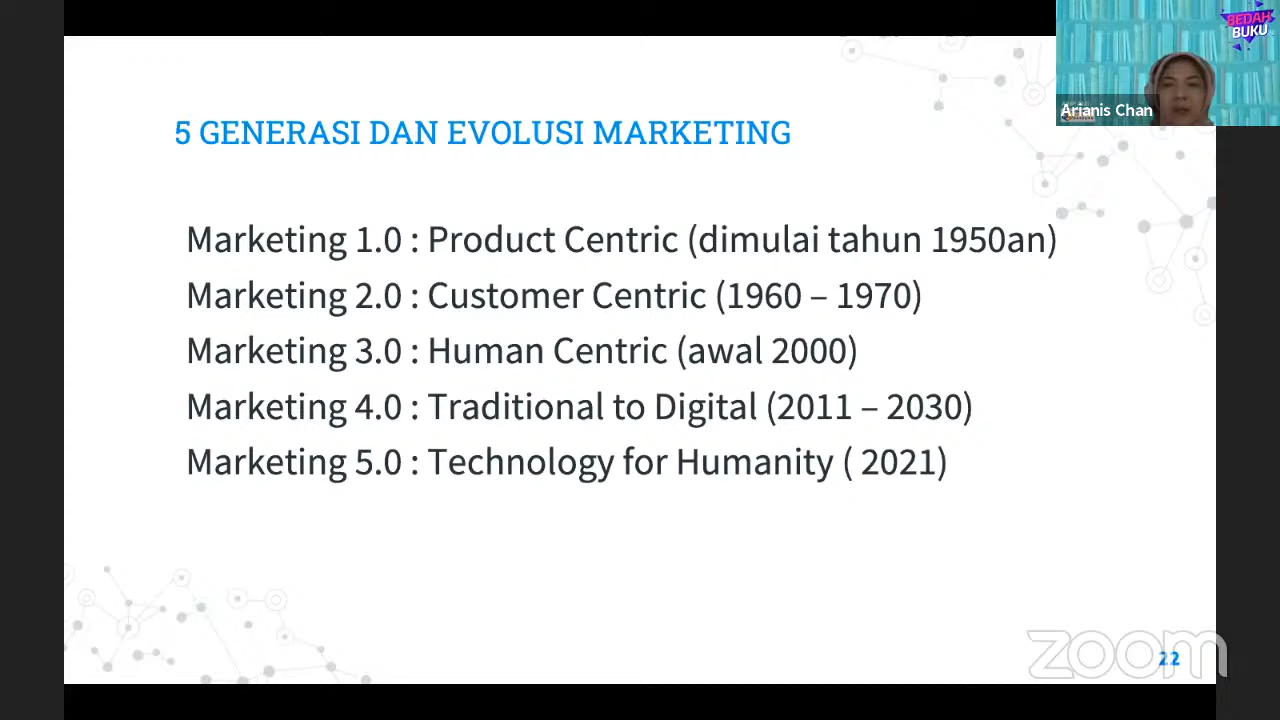 BEDAH
BUKU
Arianis Chan
5 GENERASI DAN EVOLUSI MARKETING
Marketing 1.0 : Product Centric (dimulai tahun 1950an)
Marketing 2.0 : Customer Centric (1960 – 1970)
Marketing 3.0 : Human Centric (awal 2000)
Marketing 4.0 : Traditional to Digital (2011 – 2030)
Marketing 5.0 : Technology for Humanity ( 2021)
zoom
22